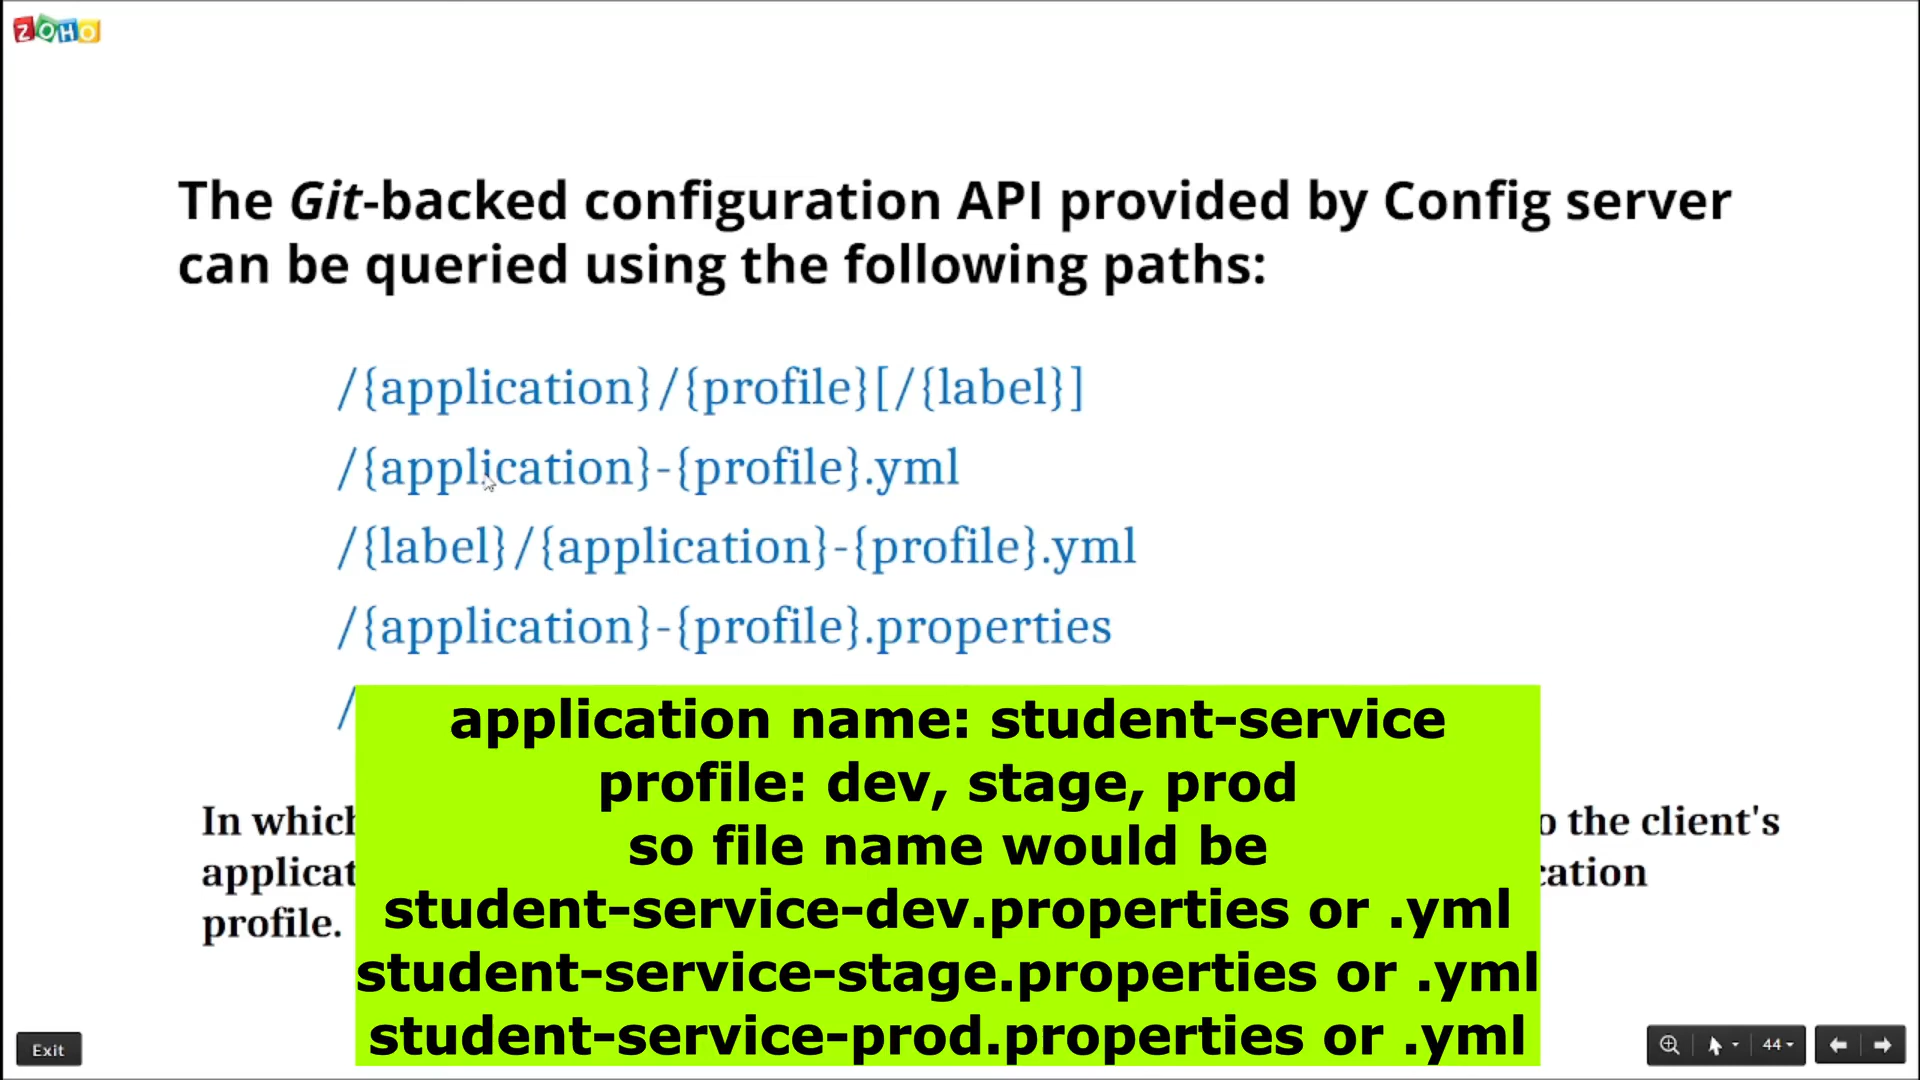 ZOHO
The Git-backed configuration API provided by Config server
can be queried using the following paths:
/{application}/{profile}[/{label}]
/{application}-{profile}.yml
/{label}/{application}-{profile}.yml
/{application}-{profile}.properties
/
application name: student-service
profile: dev, stage, prod
so file name would be
student-service-dev.properties or .yml
student-service-stage.properties or .yml
student-service-prod.properties or .yml
In the client's
profile.
Exit
44